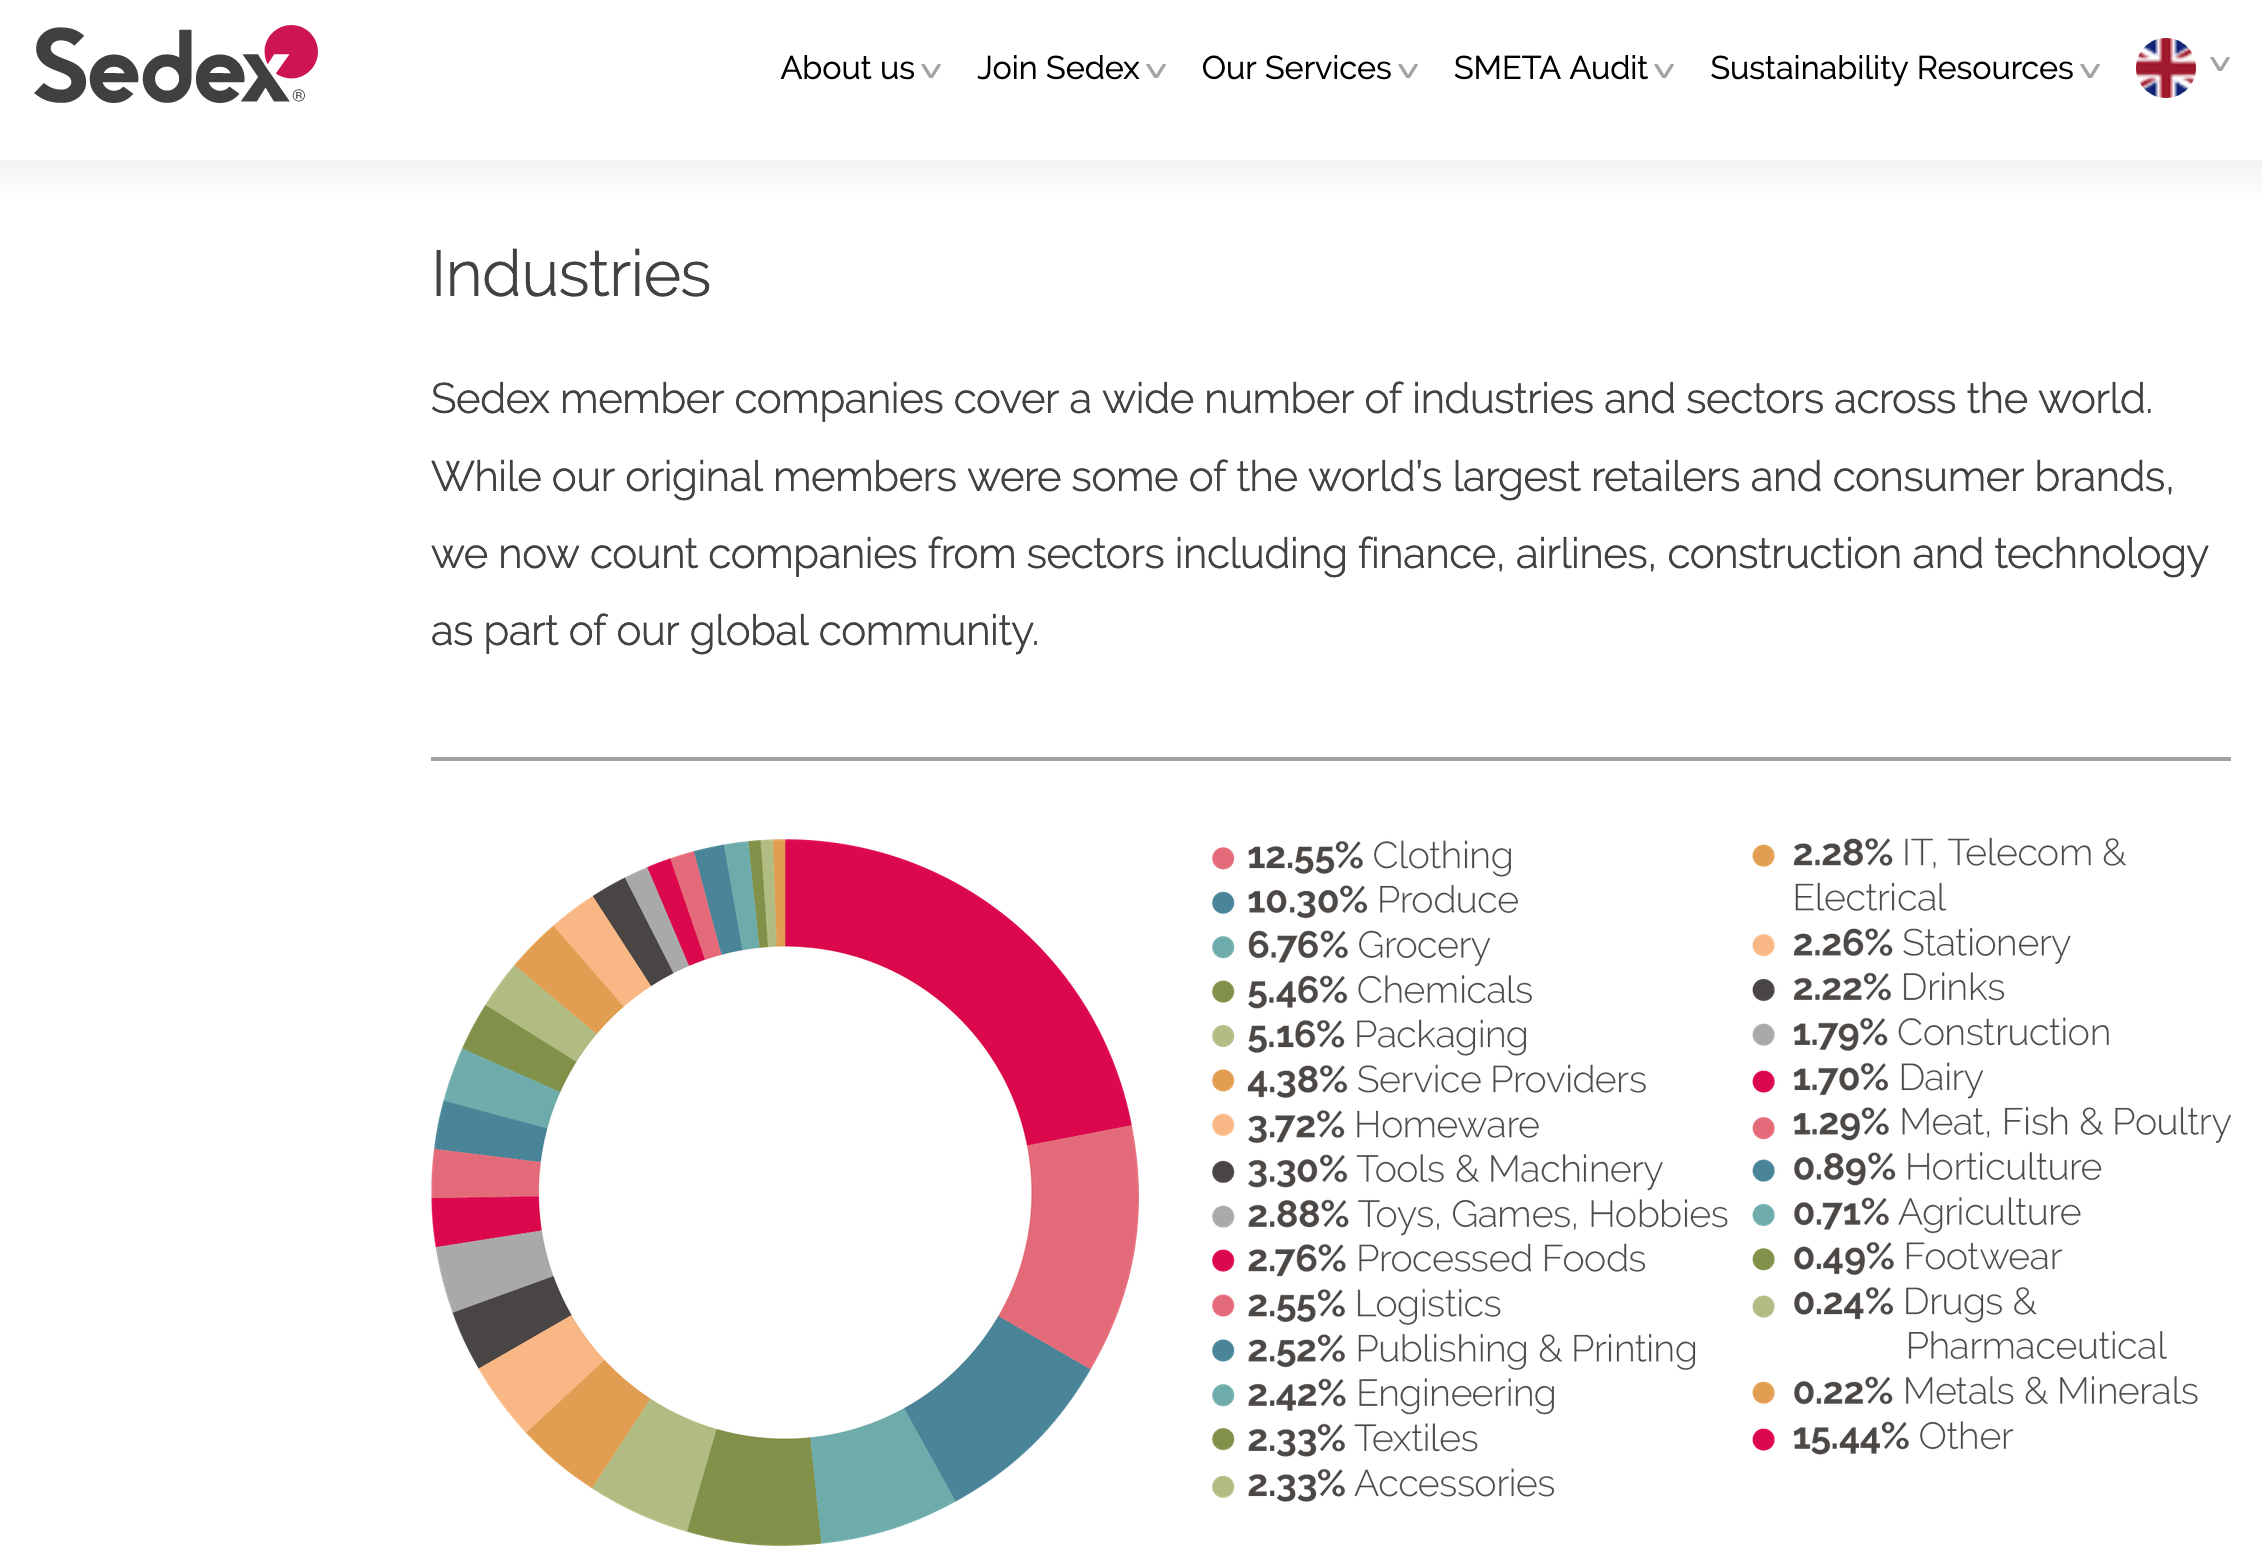 Sedex®
About us
Join Sedex
Our Services
SMETA Audit
Sustainability Resources
Industries
Sedex member companies cover a wide number of industries and sectors across the world.
While our original members were some of the world's largest retailers and consumer brands,
we now count companies from sectors including finance, airlines, construction and technology
as part of our global community.
12.55% Clothing
10.30% Produce
6.76% Grocery
5.46% Chemicals
5.16% Packaging
4.38% Service Providers
3.72% Homeware
3.30% Tools & Machinery
2.88% Toys, Games, Hobbies
2.76% Processed Foods
2.55% Logistics
2.52% Publishing & Printing
2.42% Engineering
2.33% Textiles
2.33% Accessories
2.28% IT, Telecom &
Electrical
2.26% Stationery
2.22% Drinks
1.79% Construction
1.70% Dairy
1.29% Meat, Fish & Poultry
0.89% Horticulture
0.71% Agriculture
0.49% Footwear
0.24% Drugs &
Pharmaceutical
0.22% Metals & Minerals
15.44% Other